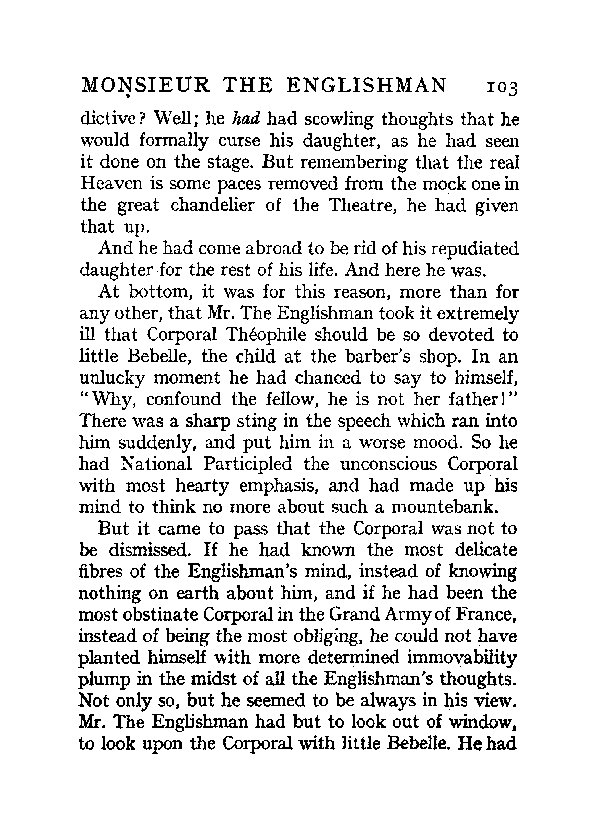 MONSIEUR THE ENGLISHMAN 103
dictive? Well; he had had scowling thoughts that he
would formally curse his daughter, as he had seen
it done on the stage. But remembering that the real
Heaven is some paces removed from the mock one in
the great chandelier of the Theatre, he had given
that up.
And he had come abroad to be rid of his repudiated
daughter for the rest of his life. And here he was.
At bottom, it was for this reason, more than for
any other, that Mr. The Englishman took it extremely
ill that Corporal Théophile should be so devoted to
little Bebelle, the child at the barber's shop. In an
unlucky moment he had chanced to say to himself,
"Why, confound the fellow, he is not her father!"
There was a sharp sting in the speech which ran into
him suddenly, and put him in a worse mood. So he
had National Participled the unconscious Corporal
with most hearty emphasis, and had made up his
mind to think no more about such a mountebank.
But it came to pass that the Corporal was not to
be dismissed. If he had known the most delicate
fibres of the Englishman's mind, instead of knowing
nothing on earth about him, and if he had been the
most obstinate Corporal in the Grand Army of France,
instead of being the most obliging, he could not have
planted himself with more determined immovability
plump in the midst of all the Englishman's thoughts.
Not only so, but he seemed to be always in his view.
Mr. The Englishman had but to look out of window,
to look upon the Corporal with little Bebelle. He had